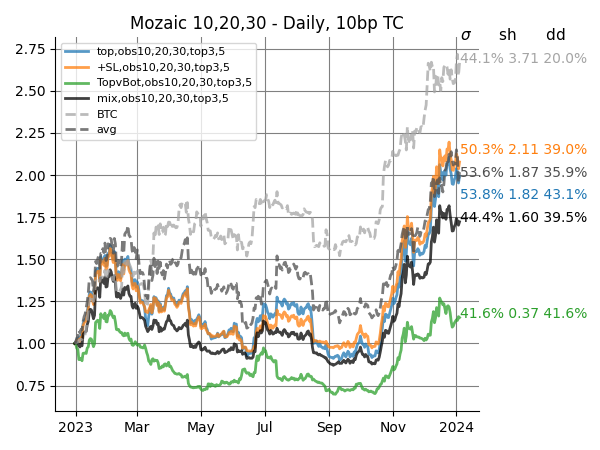 Mozaic 10,20,30 - Daily, 10bp TC
σ sh dd
top,obs10,20,30,top3,5
+SL,obs10,20,30,top3,5
TopvBot,obs10,20,30,top3,5
mix,obs10,20,30,top3,5
BTC
avg
44.1% 3.71 20.0%
50.3% 2.11 39.0%
53.6% 1.87 35.9%
53.8% 1.82 43.1%
44.4% 1.60 39.5%
41.6% 0.37 41.6%
2.75
2.50
2.25
2.00
1.75
1.50
1.25
1.00
0.75
2023 Mar May Jul Sep Nov 2024